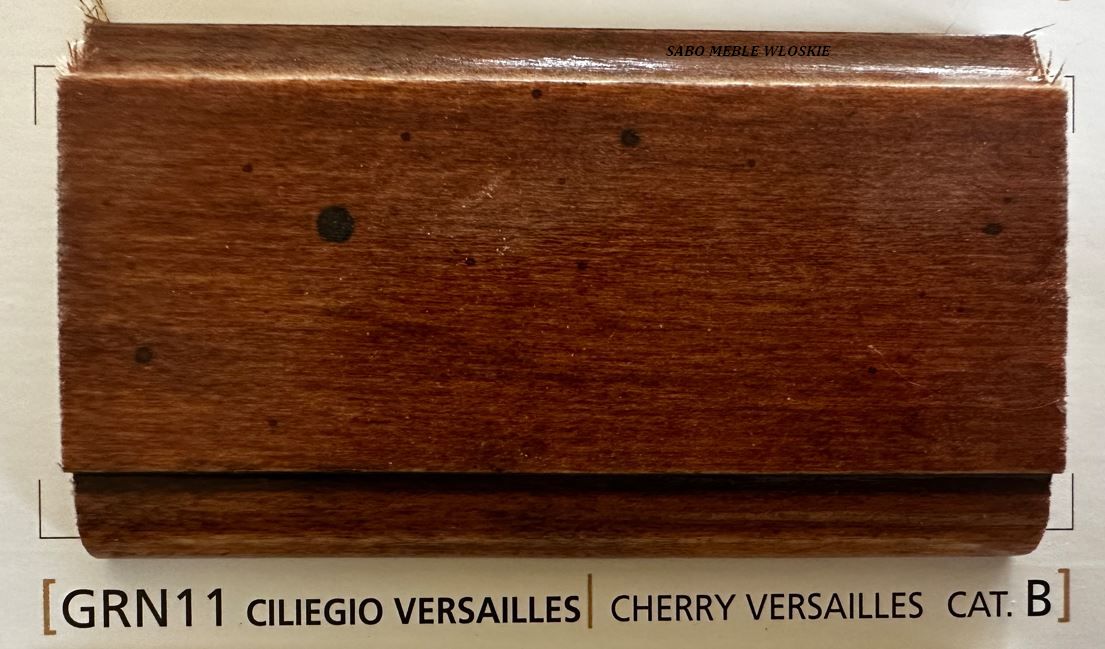 SABO MEBLE WLOSKIE
[GRN11 CILIEGIO VERSAILLES| CHERRY VERSAILLES CAT. B]